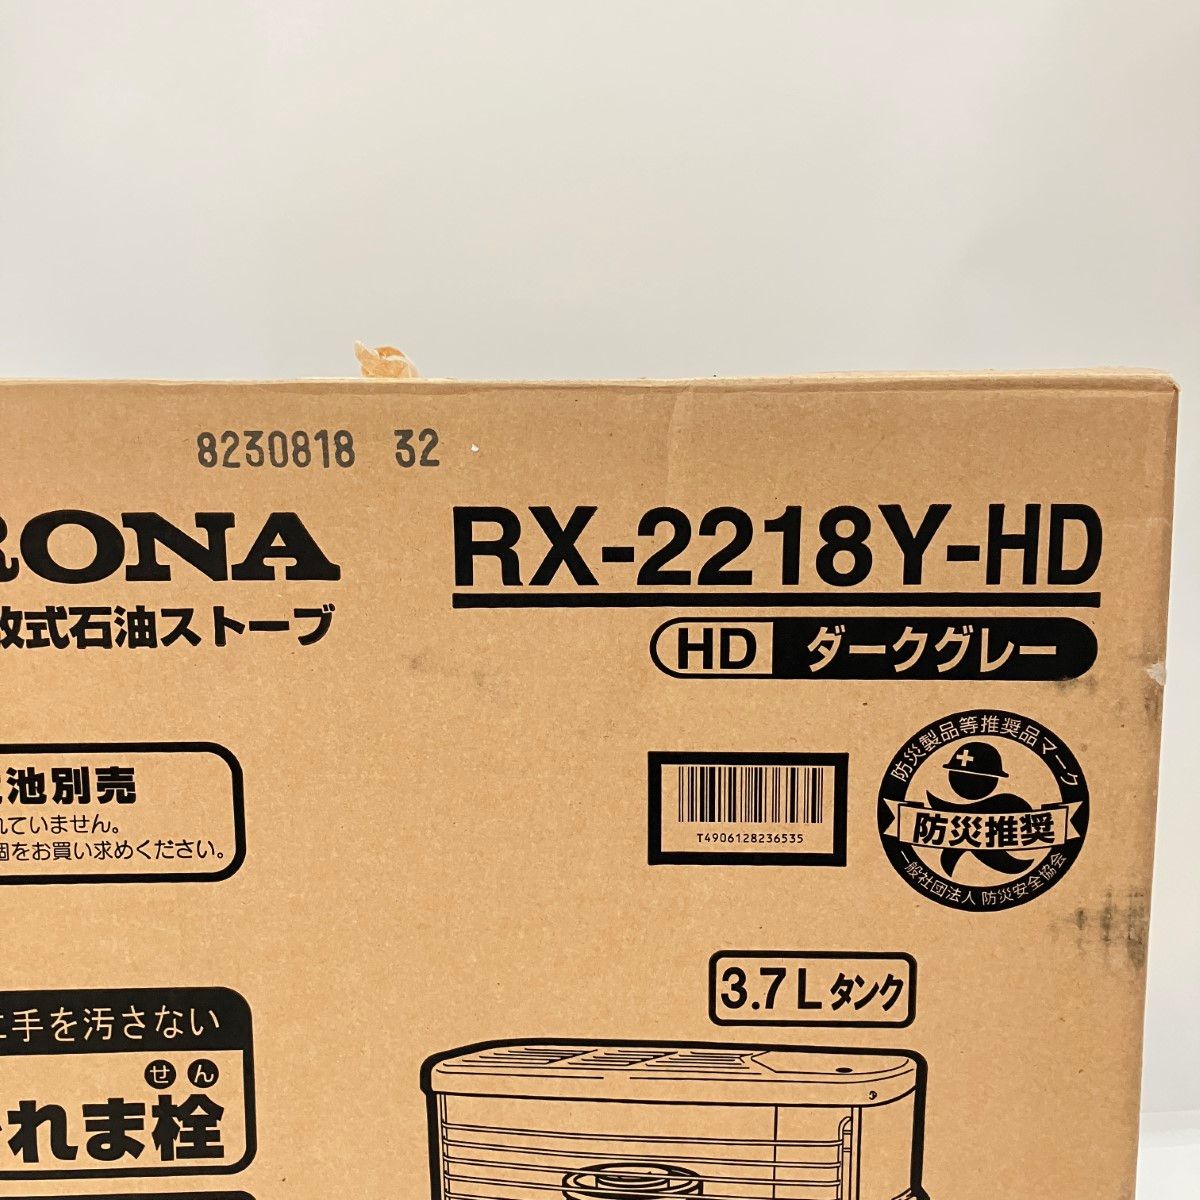 8230818 32
RONA
RX-2218Y-HD
放式石油ストーブ
HD ダークグレー
池別売
れていません。
個をお買い求めください。
T4906128236535
防災製品等推奨品マーク
防災推奨
一般社団法人 防災安全協会
3.7Lタンク
に手を汚さない
せん
れま栓